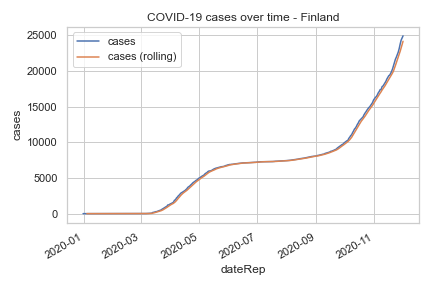 COVID-19 cases over time - Finland
cases
cases (rolling)
25000
20000
15000
10000
5000
0
cases
2020-01
2020-03
2020-05
2020-07
2020-09
2020-11
dateRep